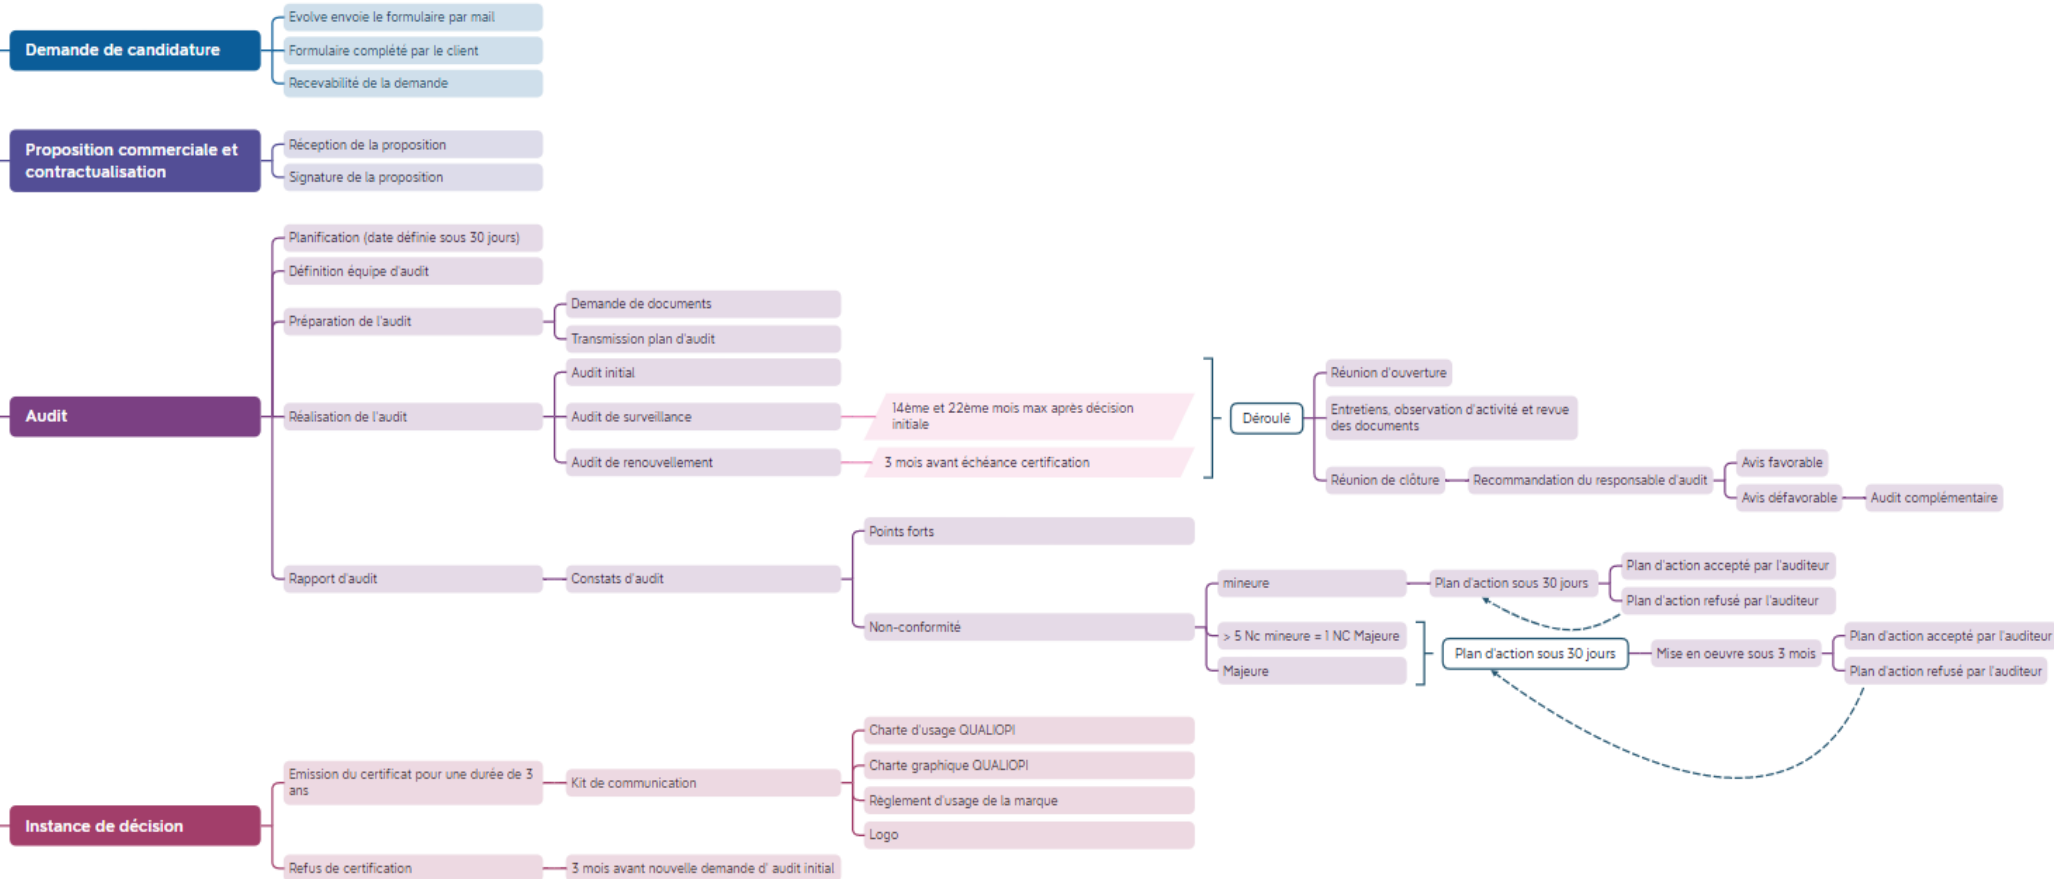 Demande de candidature
Evolve envoie le formulaire par mail
Formulaire complété par le client
Recevabilité de la demande
Proposition commerciale et
contractualisation
Réception de la proposition
Signature de la proposition
Audit
Planification (date définie sous 30 jours)
Définition équipe d'audit
Préparation de l'audit
Demande de documents
Transmission plan d'audit
Réalisation de l'audit
Audit initial
Audit de surveillance
14ème et 22ème mois max après décision
initiale
Audit de renouvellement
3 mois avant échéance certification
Déroulé
Réunion d'ouverture
Entretiens, observation d'activité et revue
des documents
Réunion de clôture
Recommandation du responsable d'audit
Avis favorable
Avis défavorable
Audit complémentaire
Rapport d'audit
Constats d'audit
Points forts
Non-conformité
mineure
Plan d'action sous 30 jours
Plan d'action accepté par l'auditeur
Plan d'action refusé par l'auditeur
> 5 Nc mineure = 1 NC Majeure
Majeure
Plan d'action sous 30 jours
Mise en oeuvre sous 3 mois
Plan d'action accepté par l'auditeur
Plan d'action refusé par l'auditeur
Instance de décision
Emission du certificat pour une durée de 3
ans
Kit de communication
Charte d'usage QUALIOPI
Charte graphique QUALIOPI
Règlement d'usage de la marque
Logo
Refus de certification
3 mois avant nouvelle demande d' audit initial